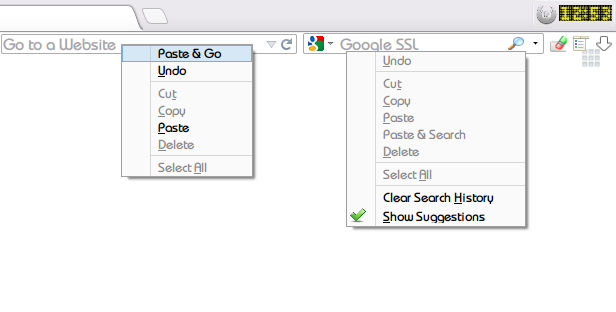 Go to a Website
Google SSL
Paste & Go
Undo
Cut
Copy
Paste
Delete
Select All
Undo
Cut
Copy
Paste
Paste & Search
Delete
Select All
Clear Search History
Show Suggestions